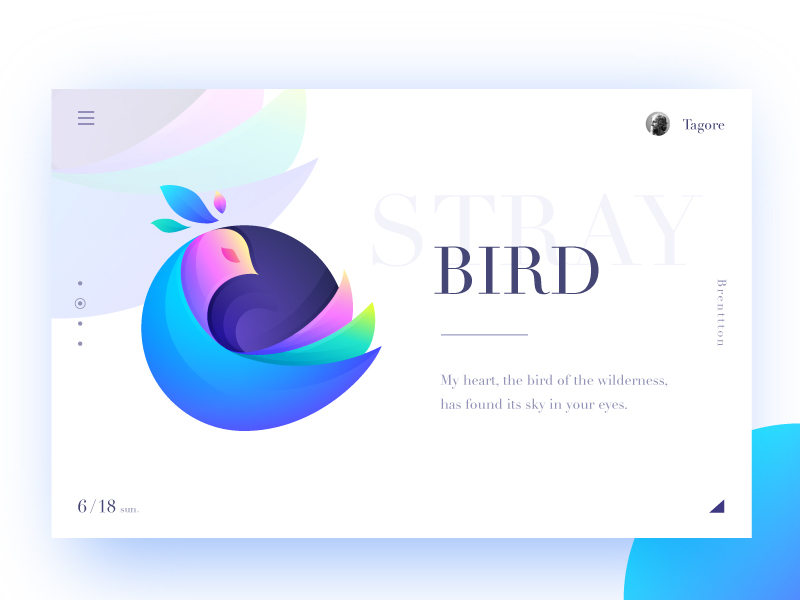 Tagore
STRAY
BIRD
Brenttton
My heart, the bird of the wilderness,
has found its sky in your eyes.
6/18 sun.